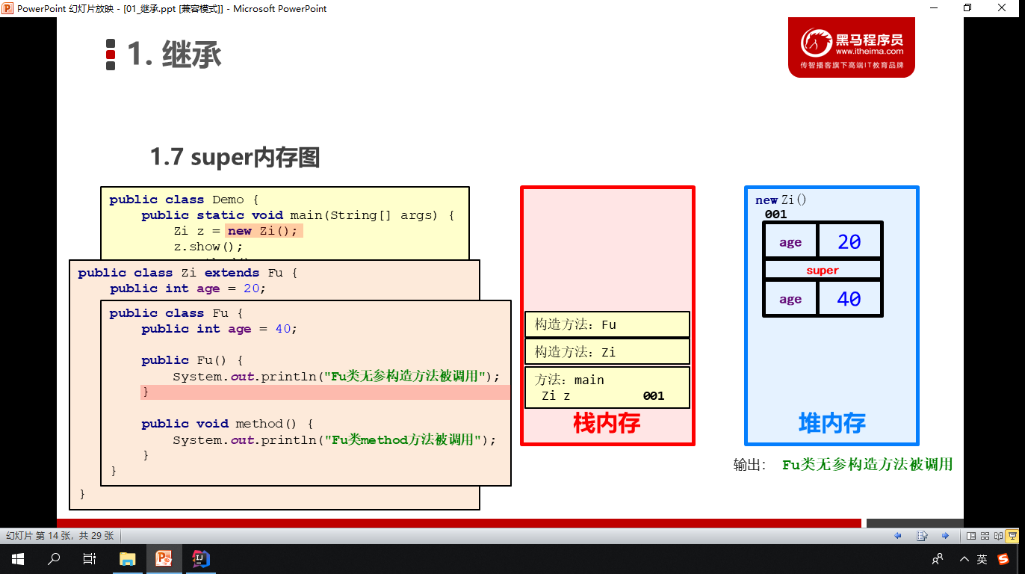 PowerPoint 幻灯片放映 - [01_继承.ppt [兼容模式]] - Microsoft PowerPoint
1. 继承
黑马程序员
www.itheima.com
传智播客旗下高端IT教育品牌
1.7 super内存图
public class Demo {
public static void main(String[] args) {
Zi z = new Zi();
z.show();
public class Zi extends Fu {
public int age = 20;
public class Fu {
public int age = 40;
public Fu() {
System.out.println("Fu类无参构造方法被调用");
}
public void method() {
System.out.println("Fu类method方法被调用");
}
}
}
构造方法: Fu
构造方法: Zi
方法: main
Zi z 001
栈内存
new Zi()
001
age 20
super
age 40
堆内存
输出: Fu类无参构造方法被调用
幻灯片 第 14 张, 共 29 张
英